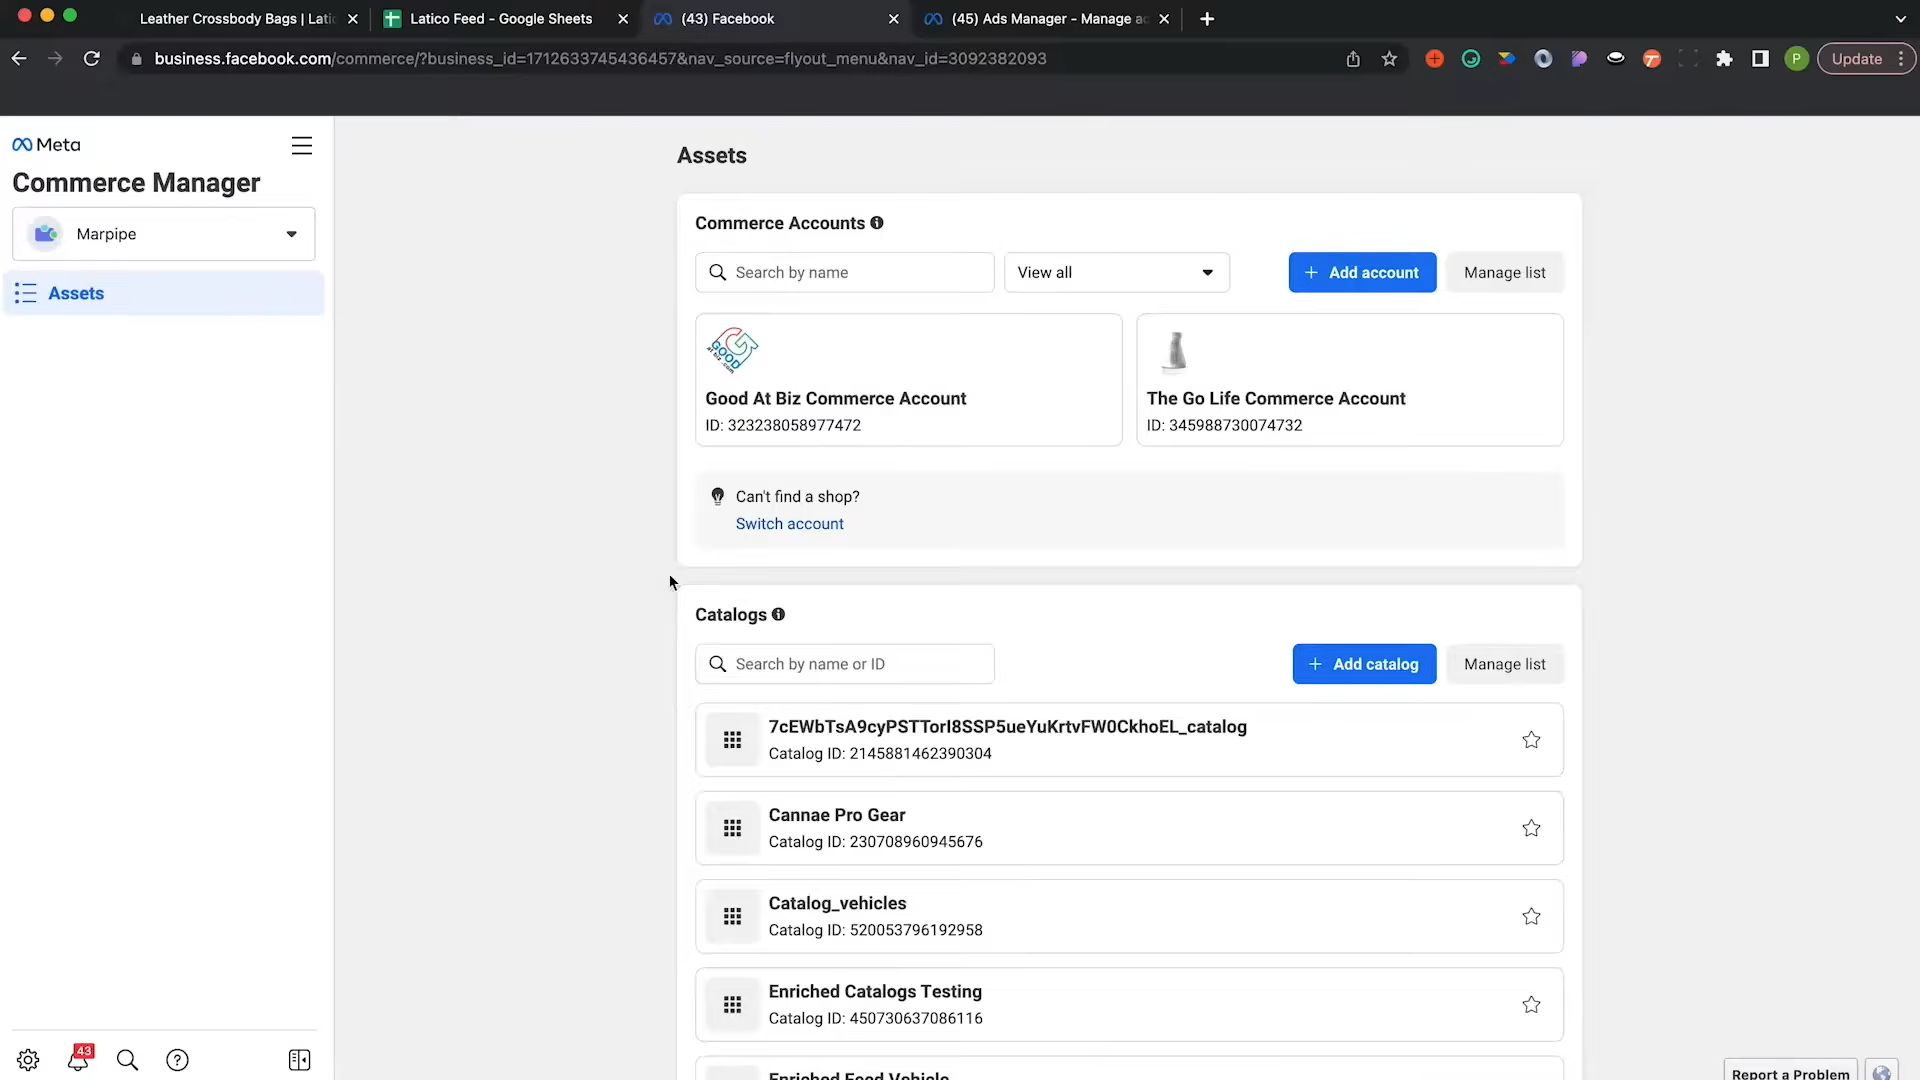 Leather Crossbody Bags | Lati
Latico Feed - Google Sheets
(43) Facebook
(45) Ads Manager - Manage a
business.facebook.com/commerce/?business_id=1712633745436457&nav_source=flyout_menu&nav_id=3092382093
P
Update
Meta
Commerce Manager
Marpipe
Assets
Assets
Commerce Accounts
Search by name
View all
+ Add account
Manage list
GOOD
at biz.com
Good At Biz Commerce Account
ID: 323238058977472
The Go Life Commerce Account
ID: 345988730074732
Can't find a shop?
Switch account
Catalogs
Search by name or ID
+ Add catalog
Manage list
7cEWbTsA9cyPSTTorI8SSP5ueYuKrtvFW0CkhoEL_catalog
Catalog ID: 2145881462390304
Cannae Pro Gear
Catalog ID: 230708960945676
Catalog_vehicles
Catalog ID: 520053796192958
Enriched Catalogs Testing
Catalog ID: 450730637086116
Enriched Feed Vehicle
43
Report a Problem